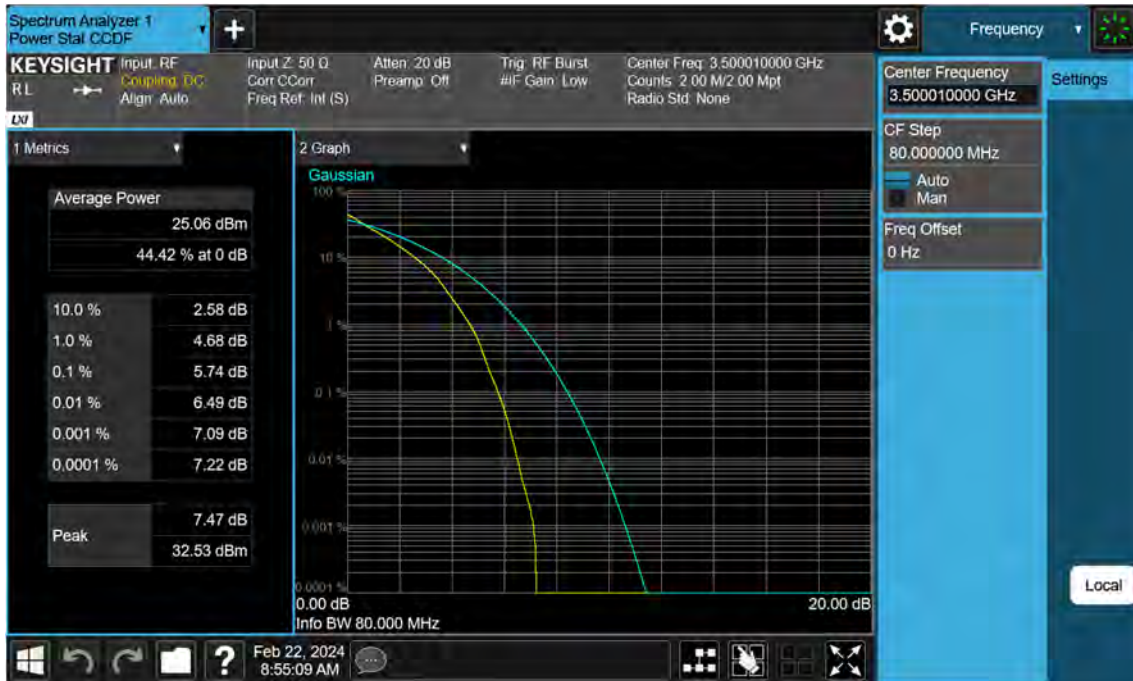 Spectrum Analyzer 1
Power Stat CCDF
+
Frequency
KEYSIGHT
RL
LXI
Input: RF
Coupling: DC
Align: Auto
Input Z: 50 Ω
Corr CCorr
Freq Ref: Int (S)
Atten: 20 dB
Preamp: Off
Trig: RF Burst
#IF Gain: Low
Center Freq: 3.500010000 GHz
Counts: 2.00 M/2.00 Mpt
Radio Std: None
Center Frequency
3.500010000 GHz
Settings
CF Step
80.000000 MHz
Auto
Man
Freq Offset
0 Hz
1 Metrics
Average Power
25.06 dBm
44.42 % at 0 dB
10.0 % 2.58 dB
1.0 % 4.68 dB
0.1 % 5.74 dB
0.01 % 6.49 dB
0.001 % 7.09 dB
0.0001 % 7.22 dB
Peak
7.47 dB
32.53 dBm
2 Graph
Gaussian
100 %
10 %
1 %
0.1 %
0.01 %
0.001 %
0.0001 %
0.00 dB 20.00 dB
Info BW 80.000 MHz
Local
?
Feb 22, 2024
8:55:09 AM